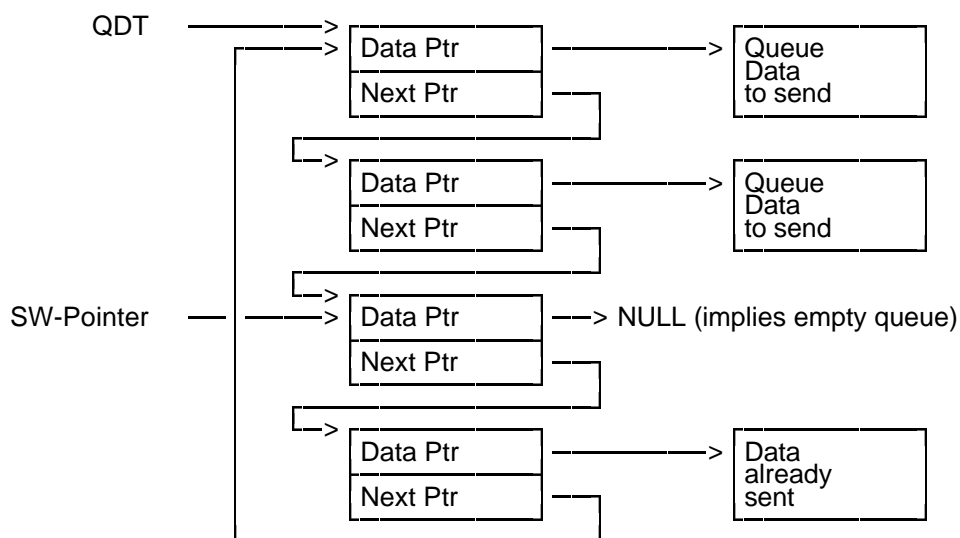 QDT
Data Ptr
Queue
Data
to send
Next Ptr
Data Ptr
Queue
Data
to send
Next Ptr
SW-Pointer
Data Ptr
NULL (implies empty queue)
Next Ptr
Data Ptr
Data
already
sent
Next Ptr